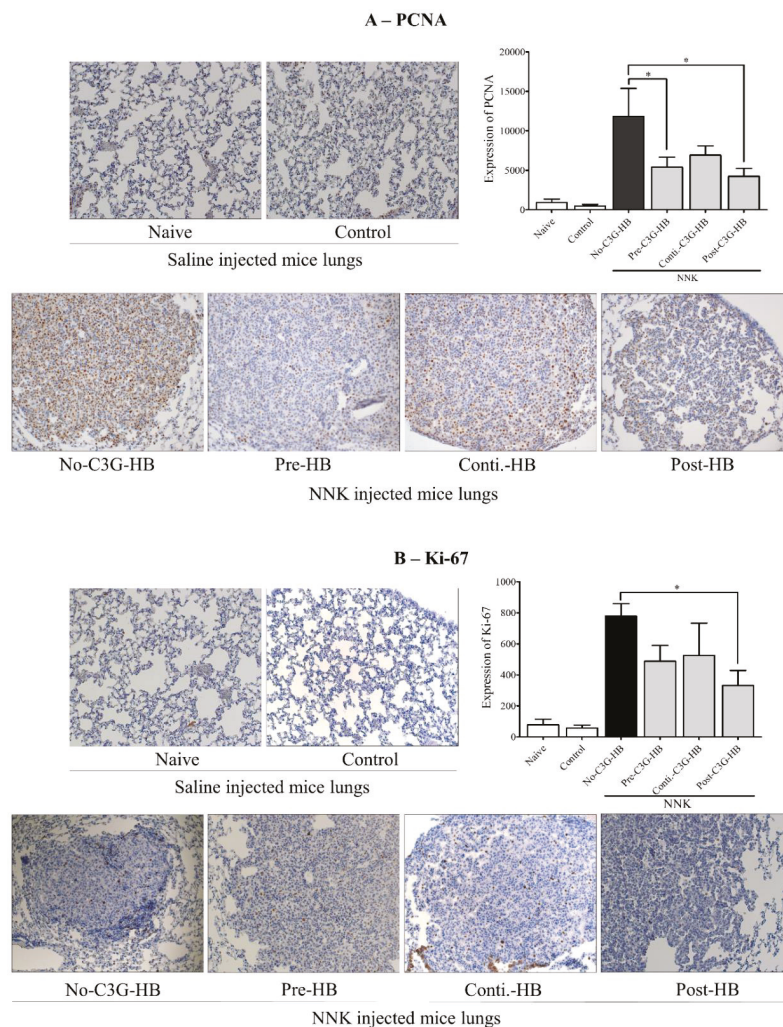 A – PCNA
Naive
Control
Saline injected mice lungs
Expression of PCNA
20000
15000
10000
5000
0
*
*
Naive
Control
No-C3G-HB
Pre-C3G-HB
Conti.-C3G-HB
Post-C3G-HB
NNK
No-C3G-HB
Pre-HB
Conti.-HB
Post-HB
NNK injected mice lungs
B – Ki-67
Naive
Control
Saline injected mice lungs
Expression of Ki-67
1000
800
600
400
200
0
*
Naive
Control
No-C3G-HB
Pre-C3G-HB
Conti.-C3G-HB
Post-C3G-HB
NNK
No-C3G-HB
Pre-HB
Conti.-HB
Post-HB
NNK injected mice lungs